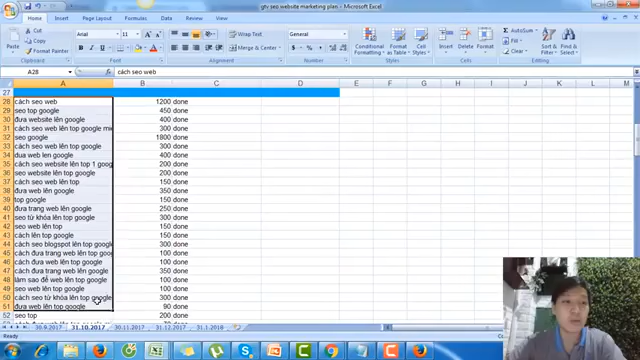 gtv seo website marketing plan - Microsoft Excel
Home Insert Page Layout Formulas Data Review View
Wrap Text General
Merge & Center
Conditional Formatting Format as Table Cell Styles Insert Delete Format
AutoSum Fill Clear
Sort & Filter Find & Select
Clipboard Font Alignment Number Styles Cells Editing
A28 cách seo web
A B C D E F G H I J K L M
27
28 cách seo web 1200 done
29 seo top google 450 done
30 đưa website lên google 400 done
31 cách seo web lên top google mi 300 done
32 seo google 1800 done
33 cách seo web lên top google 300 done
34 dua web len google 400 done
35 cách seo website lên top 1 goog 200 done
36 seo website lên top google 200 done
37 cách seo web lên top 150 done
38 đưa web lên google 350 done
39 top google 150 done
40 đưa trang web lên google 250 done
41 seo từ khóa lên top google 300 done
42 seo web lên top 150 done
43 cách lên top google 150 done
44 cách seo blogspot lên top google 300 done
45 cách đưa trang web lên top google 100 done
46 cách đưa web lên top google 100 done
47 cách đưa trang web lên top google 350 done
48 làm sao để web lên top google 100 done
49 seo web lên top google 100 done
50 cách seo từ khóa lên top google 300 done
51 đưa web lên top google 90 done
52 seo top 200 done
30.9.2017 31.10.2017 30.11.2017 31.12.2017 31.1.2018
Ready